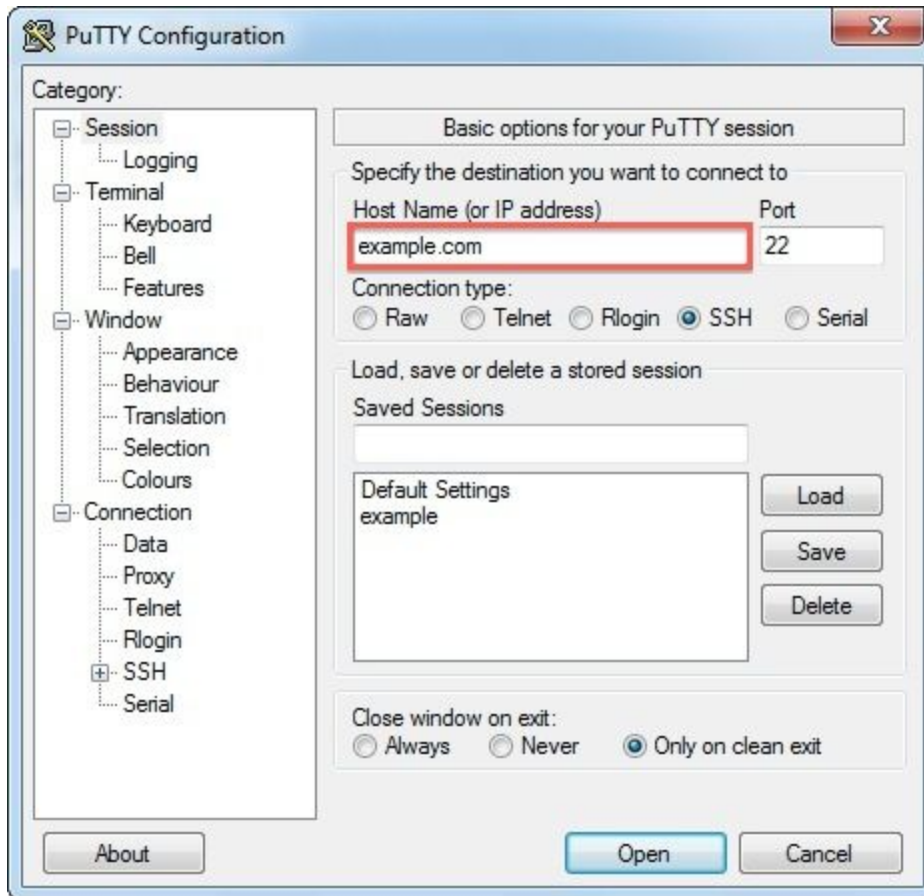 PuTTY Configuration
Category:
Session
Logging
Terminal
Keyboard
Bell
Features
Window
Appearance
Behaviour
Translation
Selection
Colours
Connection
Data
Proxy
Telnet
Rlogin
SSH
Serial
Basic options for your PuTTY session
Specify the destination you want to connect to
Host Name (or IP address) Port
example.com 22
Connection type:
Raw Telnet Rlogin SSH Serial
Load, save or delete a stored session
Saved Sessions
Default Settings
example
Load
Save
Delete
Close window on exit:
Always Never Only on clean exit
About Open Cancel